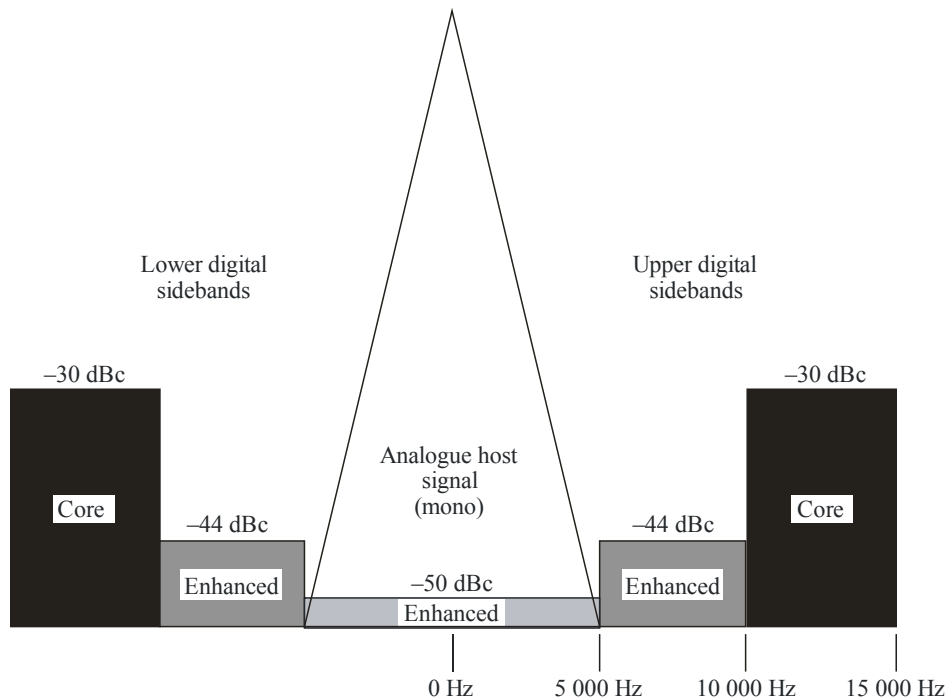 Lower digital
sidebands
Upper digital
sidebands
–30 dBc
–30 dBc
Analogue host
signal
(mono)
Core
Core
–44 dBc
–44 dBc
Enhanced
Enhanced
–50 dBc
Enhanced
0 Hz
5 000 Hz
10 000 Hz
15 000 Hz